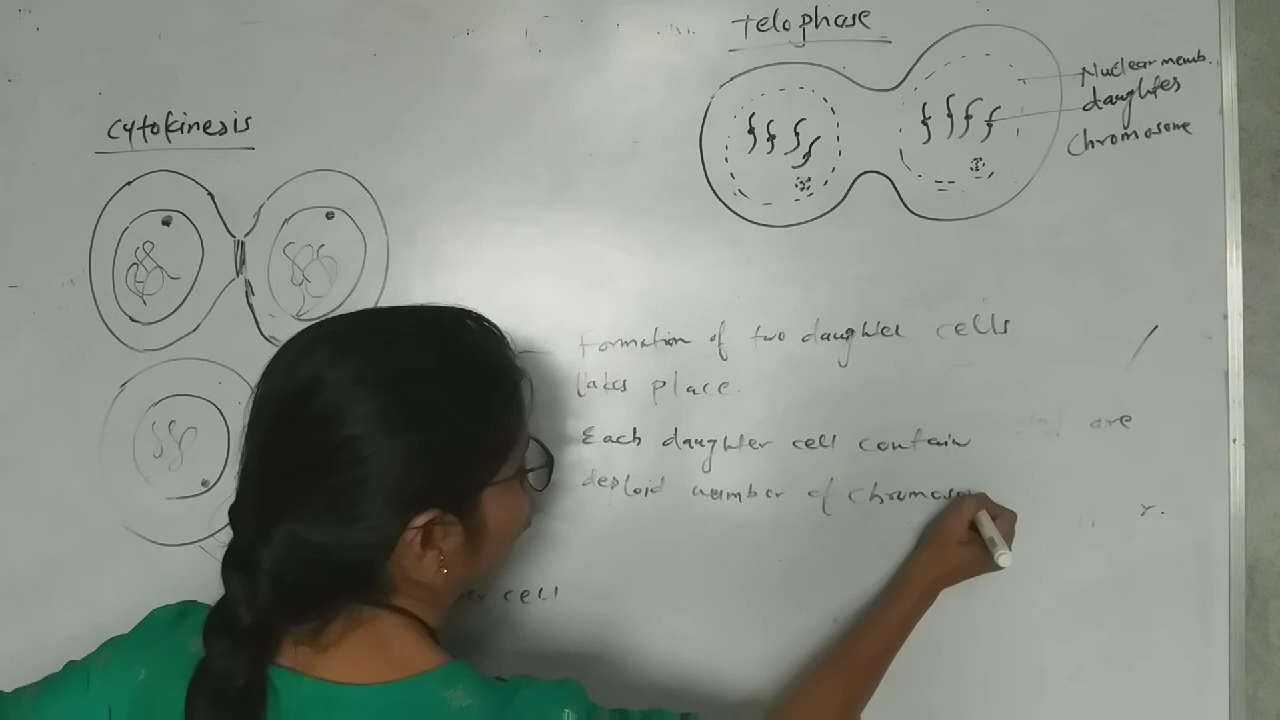 Telophase
Nuclear memb.
daughter
chromosome
cytokinesis
Formation of two daughter cells
takes place.
Each daughter cell contain
deploid number of chromoso
are
r.
cell